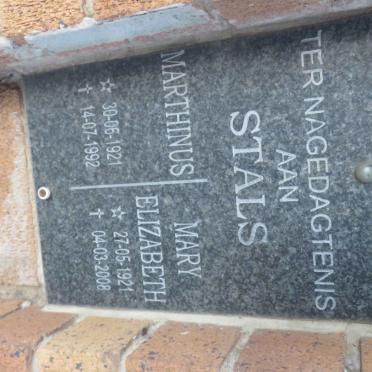 TER NAGEDAGTENIS
AAN
STALS
MARTHINUS
☆ 30-06-1921
✝ 14-07-1992
MARY
ELIZABETH
☆ 27-05-1921
✝ 04-03-2008